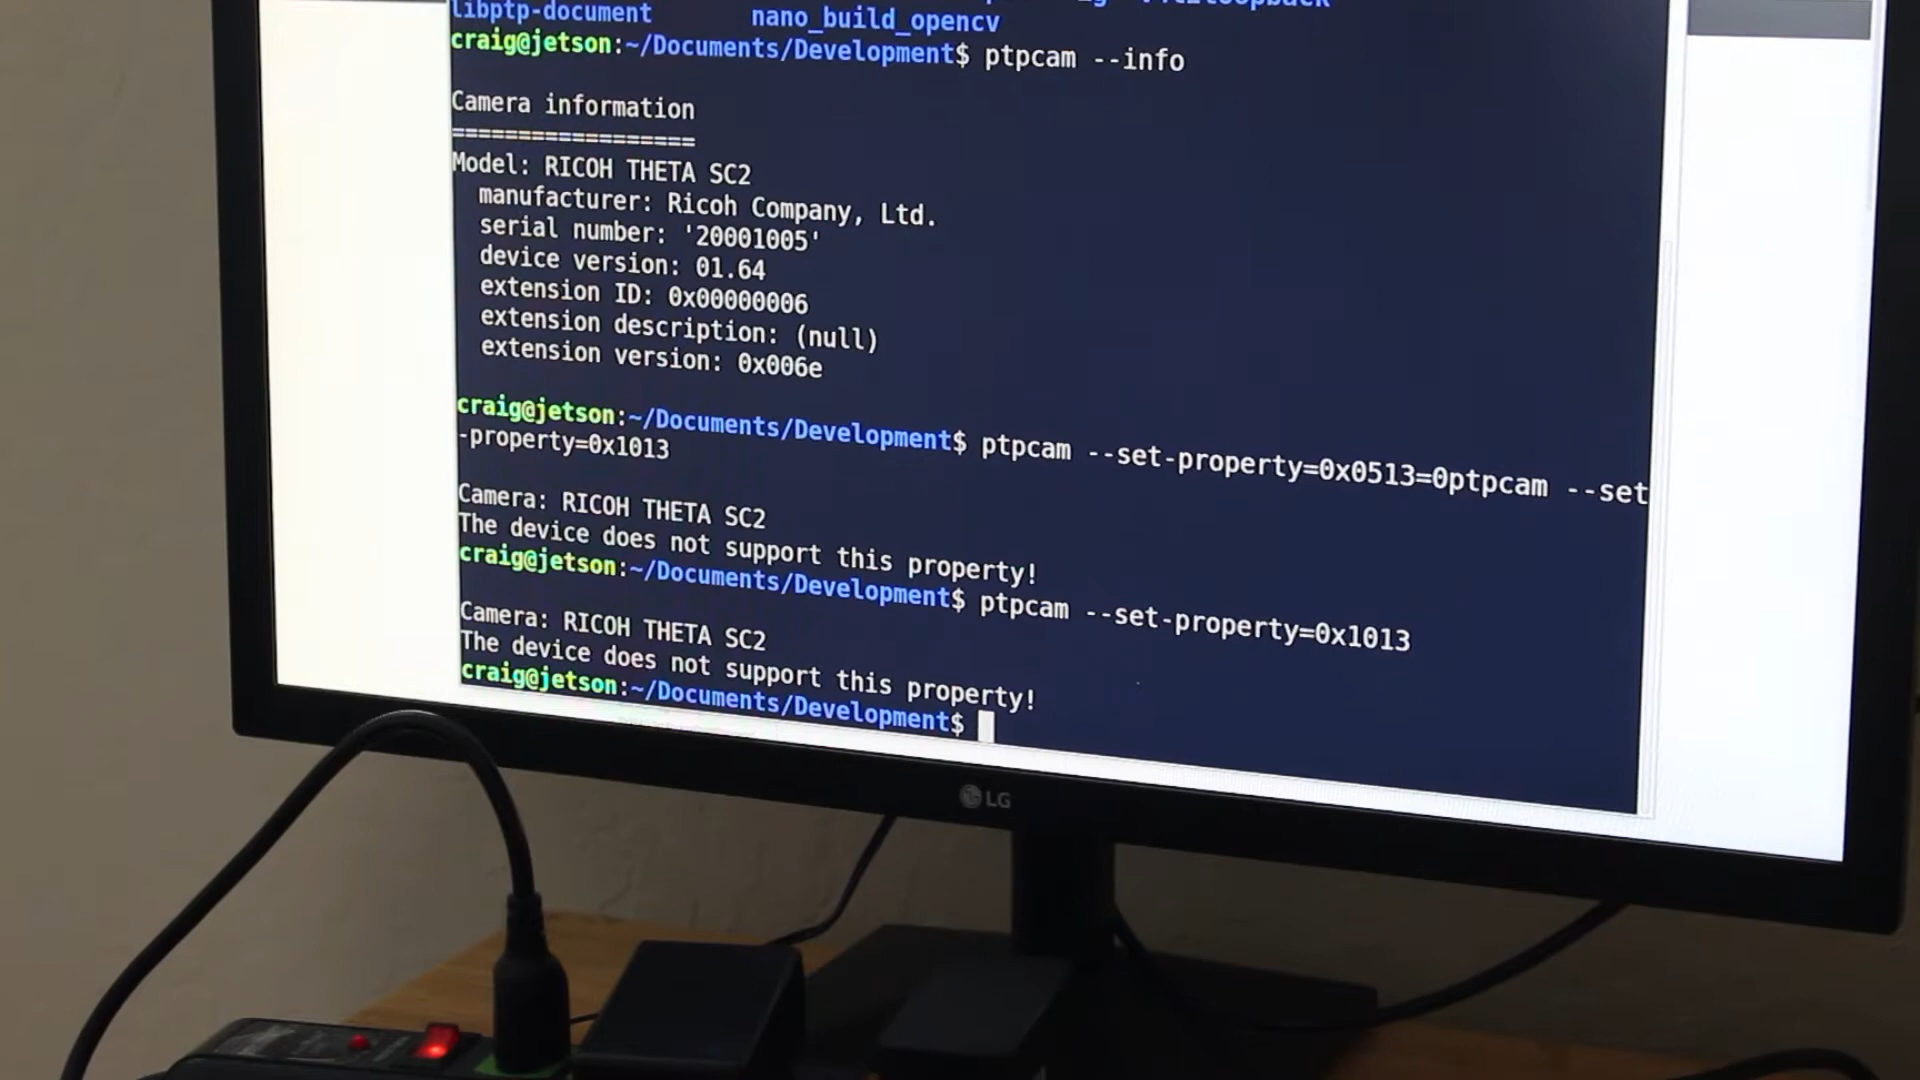 libptp-document nano_build_opencv
craig@jetson:~/Documents/Development$ ptpcam --info
Camera information
==================
Model: RICOH THETA SC2
manufacturer: Ricoh Company, Ltd.
serial number: '20001005'
device version: 01.64
extension ID: 0x00000006
extension description: (null)
extension version: 0x006e
craig@jetson:~/Documents/Development$ ptpcam --set-property=0x0513=0ptpcam --set
-property=0x1013
Camera: RICOH THETA SC2
The device does not support this property!
craig@jetson:~/Documents/Development$ ptpcam --set-property=0x1013
Camera: RICOH THETA SC2
The device does not support this property!
craig@jetson:~/Documents/Development$
LG